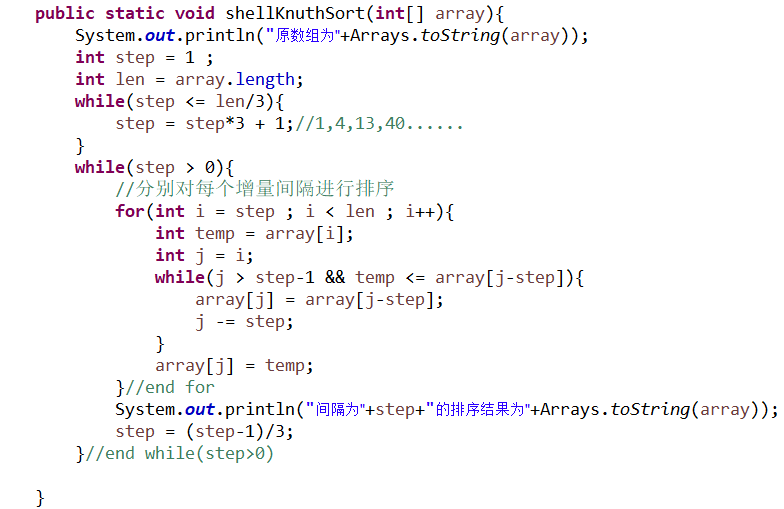 public static void shellKnuthSort(int[] array){
System.out.println("原数组为"+Arrays.toString(array));
int step = 1 ;
int len = array.length;
while(step <= len/3){
step = step*3 + 1;//1,4,13,40......
}
while(step > 0){
//分别对每个增量间隔进行排序
for(int i = step ; i < len ; i++){
int temp = array[i];
int j = i;
while(j > step-1 && temp <= array[j-step]){
array[j] = array[j-step];
j -= step;
}
array[j] = temp;
}//end for
System.out.println("间隔为"+step+"的排序结果为"+Arrays.toString(array));
step = (step-1)/3;
}//end while(step>0)
}